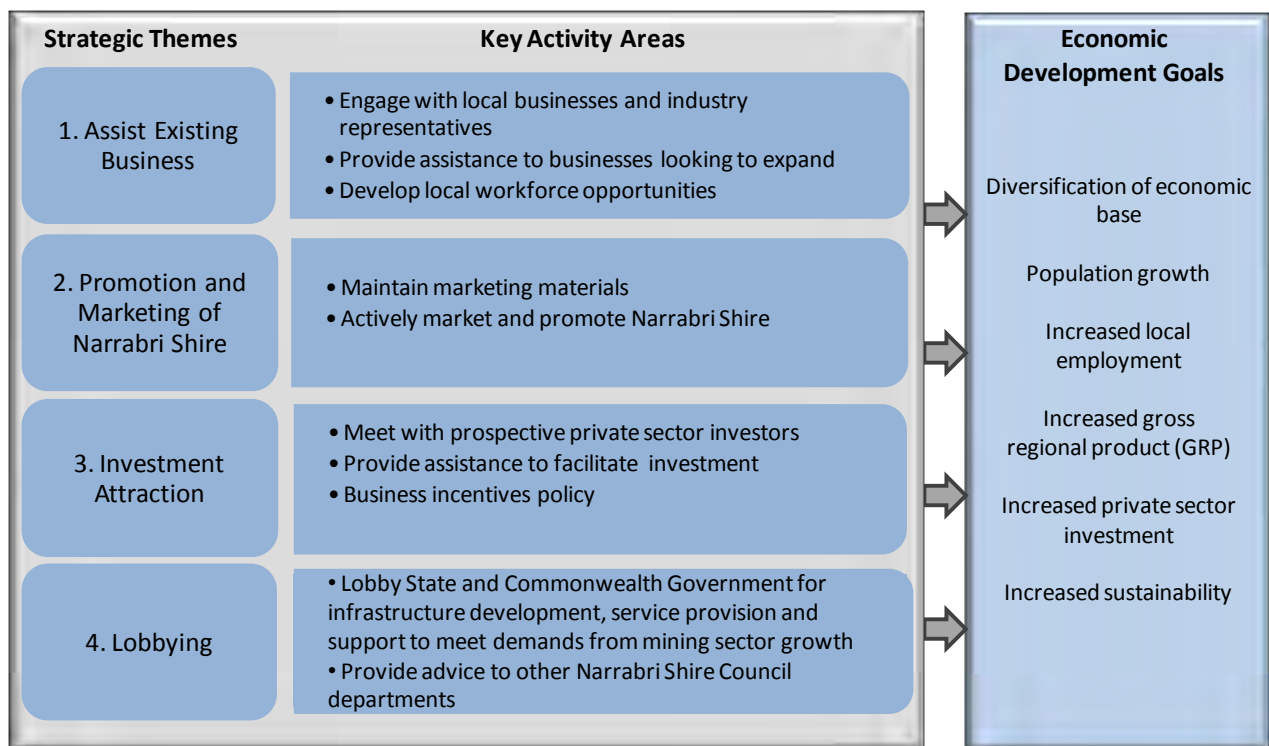 Strategic Themes
Key Activity Areas
1. Assist Existing
Business
• Engage with local businesses and industry
representatives
• Provide assistance to businesses looking to expand
• Develop local workforce opportunities
2. Promotion and
Marketing of
Narrabri Shire
• Maintain marketing materials
• Actively market and promote Narrabri Shire
3. Investment
Attraction
• Meet with prospective private sector investors
• Provide assistance to facilitate investment
• Business incentives policy
4. Lobbying
• Lobby State and Commonwealth Government for
infrastructure development, service provision and
support to meet demands from mining sector growth
• Provide advice to other Narrabri Shire Council
departments
Economic
Development Goals
Diversification of economic
base
Population growth
Increased local
employment
Increased gross
regional product (GRP)
Increased private sector
investment
Increased sustainability